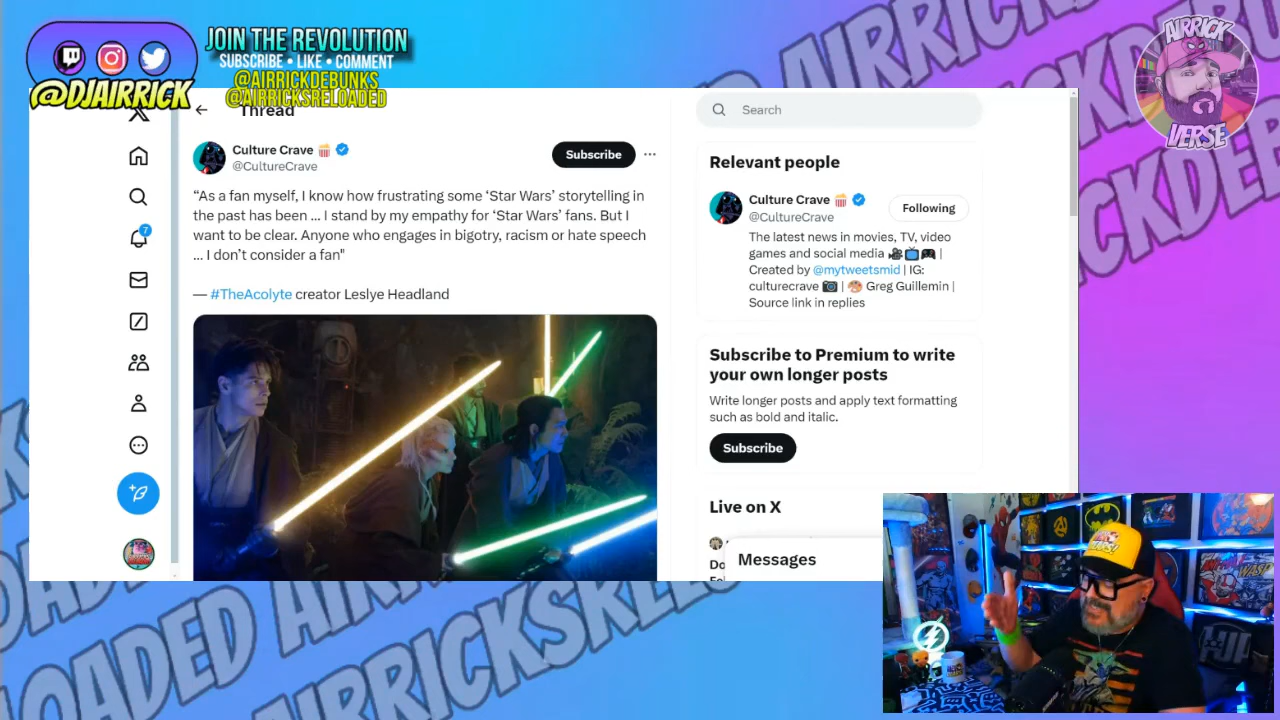 JOIN THE REVOLUTION
SUBSCRIBE • LIKE • COMMENT
@AIRRICKDEBUNKS
@AIRRICKSRELOADED
@DJAIRRICK
AIRRICK
VERSE
Thread
Culture Crave 🍿
@CultureCrave
Subscribe
“As a fan myself, I know how frustrating some ‘Star Wars’ storytelling in
the past has been ... I stand by my empathy for ‘Star Wars’ fans. But I
want to be clear. Anyone who engages in bigotry, racism or hate speech
... I don’t consider a fan"
— #TheAcolyte creator Leslye Headland
7
Search
Relevant people
Culture Crave 🍿
@CultureCrave
Following
The latest news in movies, TV, video
games and social media 🎥📺🎮 |
Created by @mytweetsmid | IG:
culturecrave 📷 | 🎨 Greg Guillemin |
Source link in replies
Subscribe to Premium to write
your own longer posts
Write longer posts and apply text formatting
such as bold and italic.
Subscribe
Live on X
Do
Messages
LOADED AIRRICKSRELOADED
AIRRICKDEBUNKS